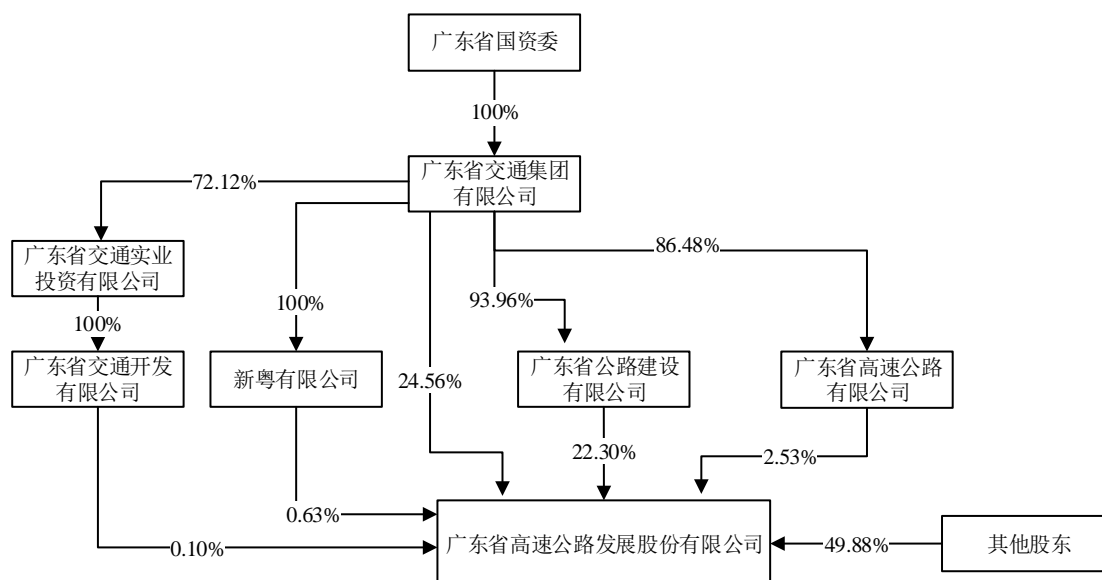 广东省国资委
100%
广东省交通集团
有限公司
72.12%
86.48%
广东省交通实业
投资有限公司
93.96%
100%
100%
广东省交通开发
有限公司
新粤有限公司
24.56%
广东省公路建设
有限公司
广东省高速公路
有限公司
22.30%
2.53%
0.63%
0.10%
广东省高速公路发展股份有限公司
49.88%
其他股东